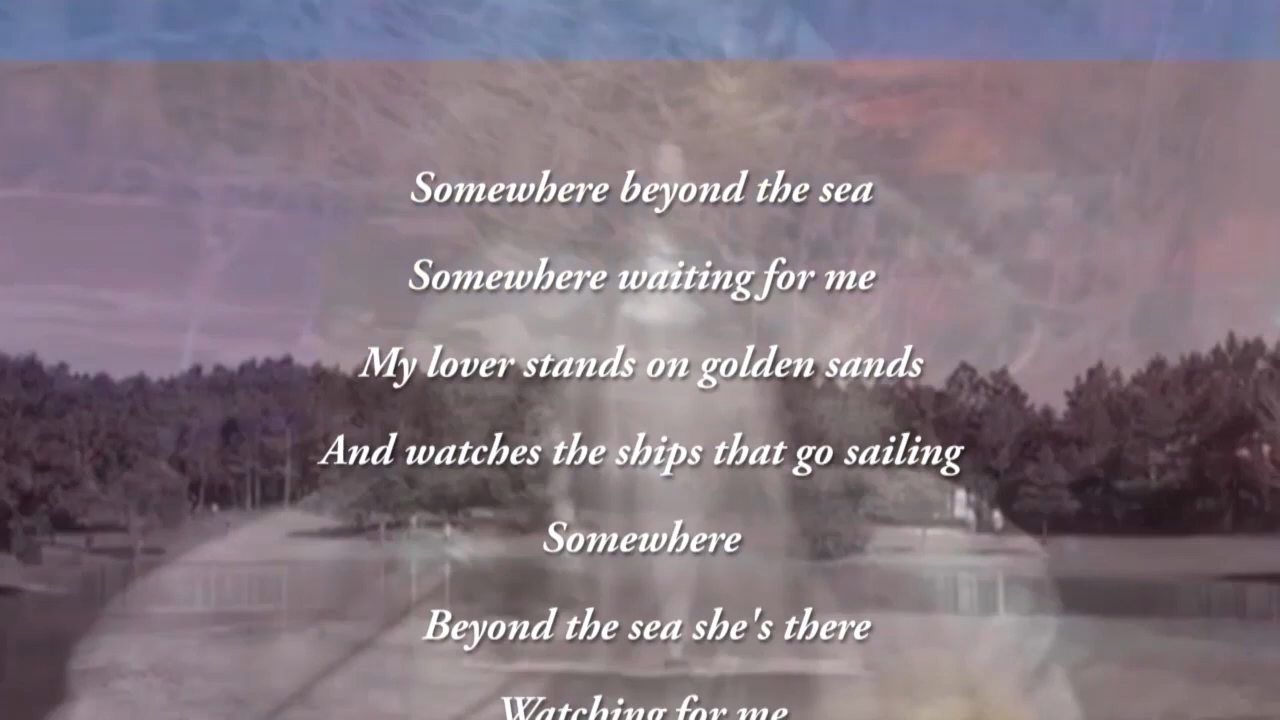 Somewhere beyond the sea
Somewhere waiting for me
My lover stands on golden sands
And watches the ships that go sailing
Somewhere
Beyond the sea she's there
Watching for me